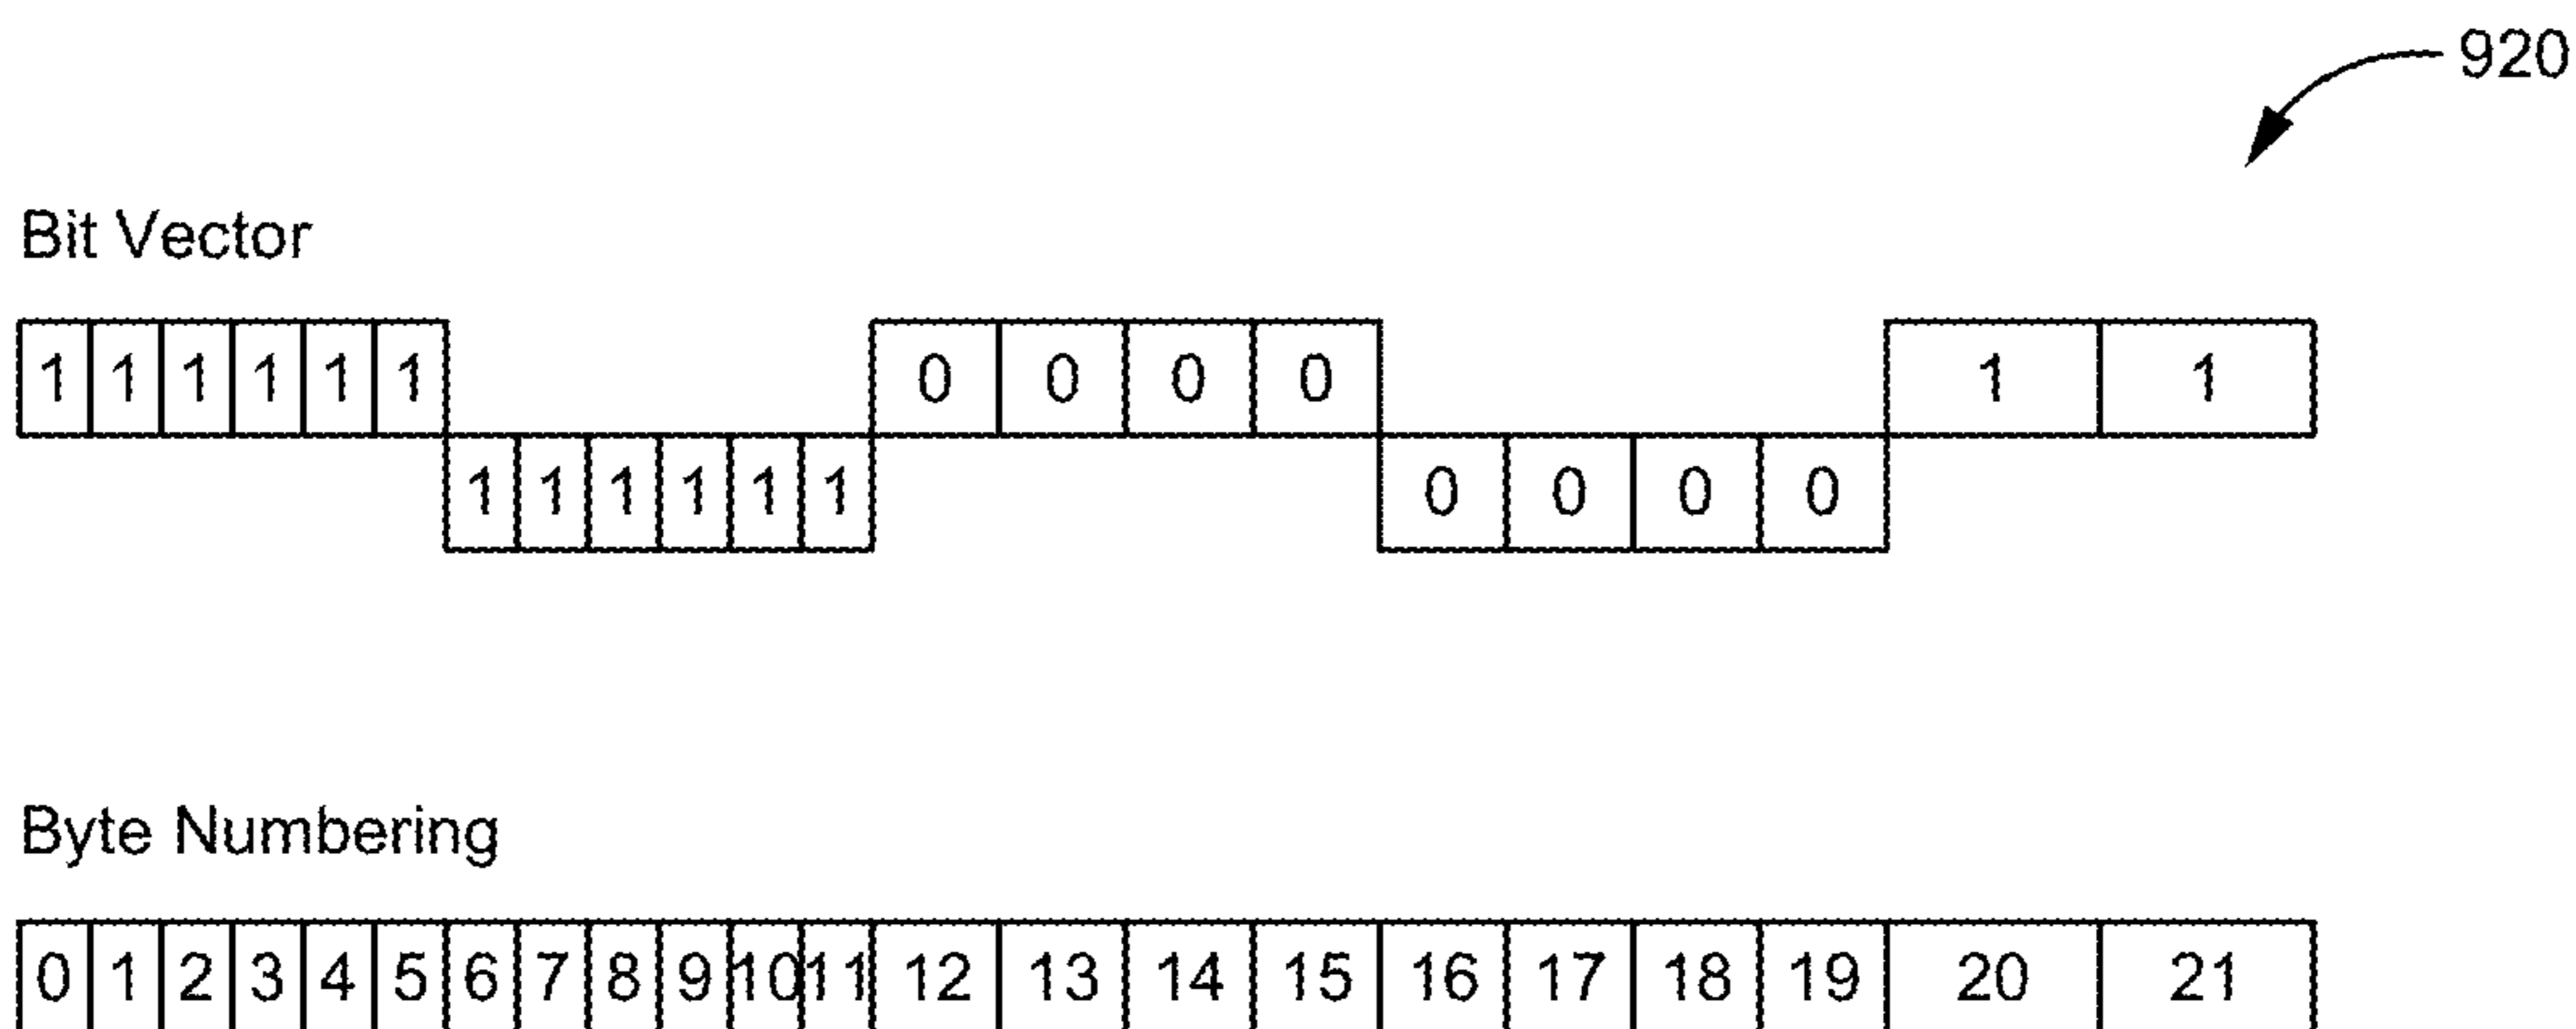 920
Bit Vector
1 1 1 1 1 1 0 0 0 0 1 1
1 1 1 1 1 1 0 0 0 0
Byte Numbering
0 1 2 3 4 5 6 7 8 9 10 11 12 13 14 15 16 17 18 19 20 21